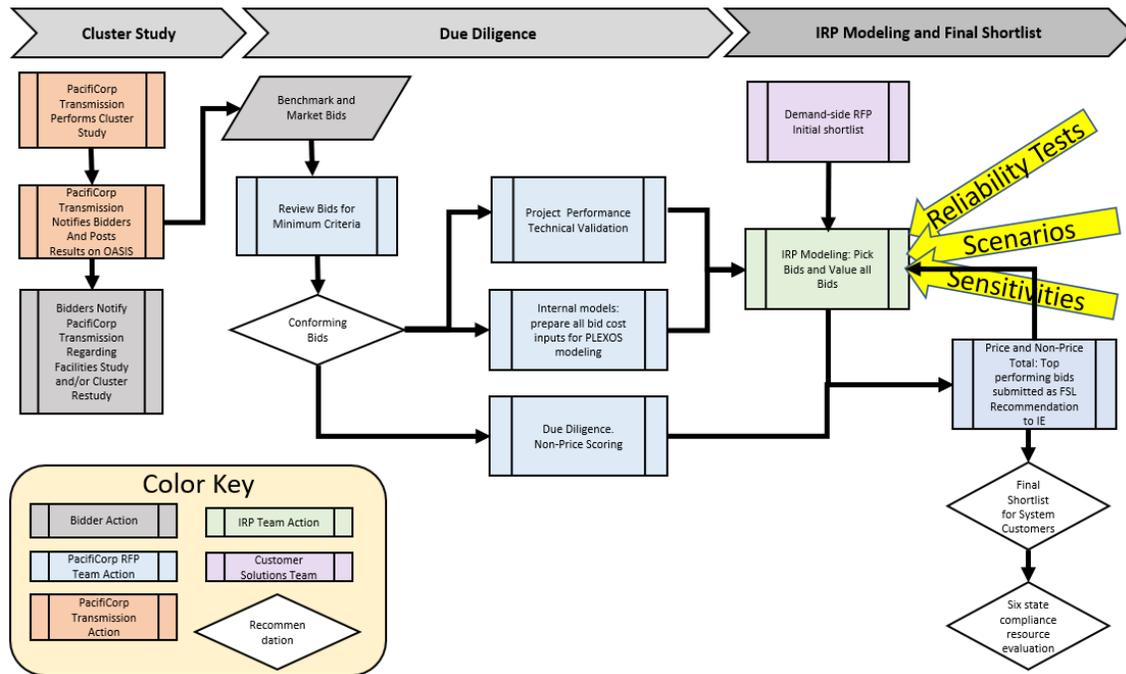 Cluster Study
Due Diligence
IRP Modeling and Final Shortlist
PacifiCorp
Transmission
Performs Cluster
Study
PacifiCorp
Transmission
Notifies Bidders
And Posts
Results on OASIS
Bidders Notify
PacifiCorp
Transmission
Regarding
Facilities Study
and/or Cluster
Restudy
Benchmark and
Market Bids
Review Bids for
Minimum Criteria
Conforming
Bids
Project Performance
Technical Validation
Internal models:
prepare all bid cost
inputs for PLEXOS
modeling
Due Diligence.
Non-Price Scoring
Demand-side RFP
Initial shortlist
IRP Modeling: Pick
Bids and Value all
Bids
Reliability Tests
Scenarios
Sensitivities
Price and Non-Price
Total: Top
performing bids
submitted as FSL
Recommendation
to IE
Final
Shortlist
for System
Customers
Six state
compliance
resource
evaluation
Color Key
Bidder Action
IRP Team Action
PacifiCorp RFP
Team Action
Customer
Solutions Team
PacifiCorp
Transmission
Action
Recommen
dation